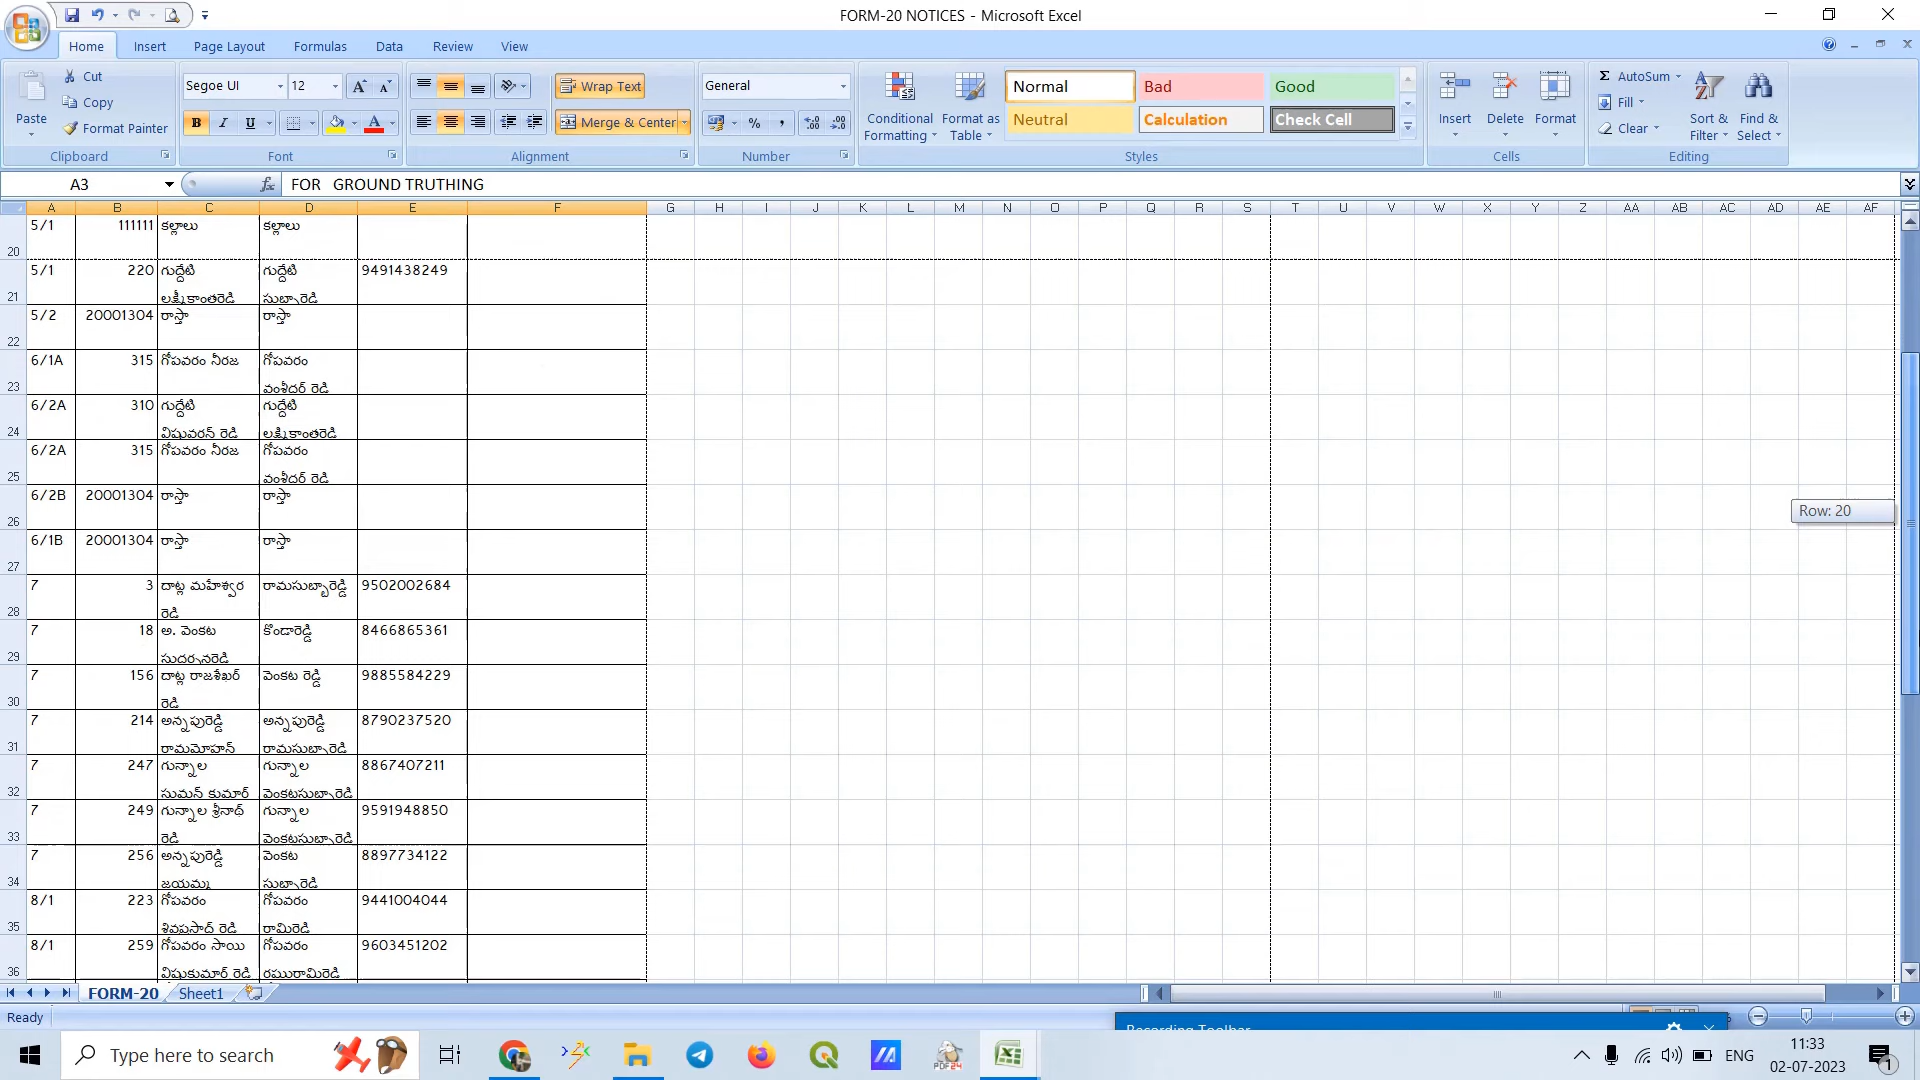 FORM-20 NOTICES - Microsoft Excel
Home Insert Page Layout Formulas Data Review View
Paste
Cut
Copy
Format Painter
Clipboard
Segoe UI 12
B I U
Font
Wrap Text
Merge & Center
Alignment
General
Number
Conditional Formatting
Format as Table
Normal Bad Good
Neutral Calculation Check Cell
Styles
Insert Delete Format
Cells
AutoSum
Fill
Clear
Sort & Filter
Find & Select
Editing
A3 fx FOR GROUND TRUTHING
A B C D E F G H I J K L M N O P Q R S T U V W X Y Z AA AB AC AD AE AF
20 5/1 111111 కల్లాలు కల్లాలు
21 5/1 220 గుద్దేటి లక్ష్మీకాంతరెడ్డి గుద్దేటి సుబ్బారెడ్డి 9491438249
22 5/2 20001304 రాస్తా రాస్తా
23 6/1A 315 గోపవరం నీరజ గోపవరం వంశీదర్ రెడ్డి
24 6/2A 310 గుద్దేటి విష్ణువరన్ రెడ్డి గుద్దేటి లక్ష్మికాంతరెడ్డి
25 6/2A 315 గోపవరం నీరజ గోపవరం వంశీదర్ రెడ్డి
26 6/2B 20001304 రాస్తా రాస్తా
27 6/1B 20001304 రాస్తా రాస్తా
28 7 3 దాట్ల మహేశ్వర రెడ్డి రామసుబ్బారెడ్డి 9502002684
29 7 18 అ. వెంకట సుదర్శనరెడ్డి కొండారెడ్డి 8466865361
30 7 156 దాట్ల రాజశేఖర్ రెడ్డి వెంకట రెడ్డి 9885584229
31 7 214 అన్నపురెడ్డి రామమోహన్ అన్నపురెడ్డి రామసుబ్బారెడ్డి 8790237520
32 7 247 గున్నాల సుమన్ కుమార్ గున్నాల వెంకటసుబ్బారెడ్డి 8867407211
33 7 249 గున్నాల శ్రీనాథ్ రెడ్డి గున్నాల వెంకటసుబ్బారెడ్డి 9591948850
34 7 256 అన్నపురెడ్డి జయమ్మ వెంకట సుబ్బారెడ్డి 8897734122
35 8/1 223 గోపవరం శివప్రసాద్ రెడ్డి గోపవరం రామిరెడ్డి 9441004044
36 8/1 259 గోపవరం సాయి విష్ణుకుమార్ రెడ్డి గోపవరం రఘురామిరెడ్డి 9603451202
Row: 20
FORM-20 Sheet1
Ready
Recording Toolbar
Type here to search
PDF24
ENG
11:33
02-07-2023
1